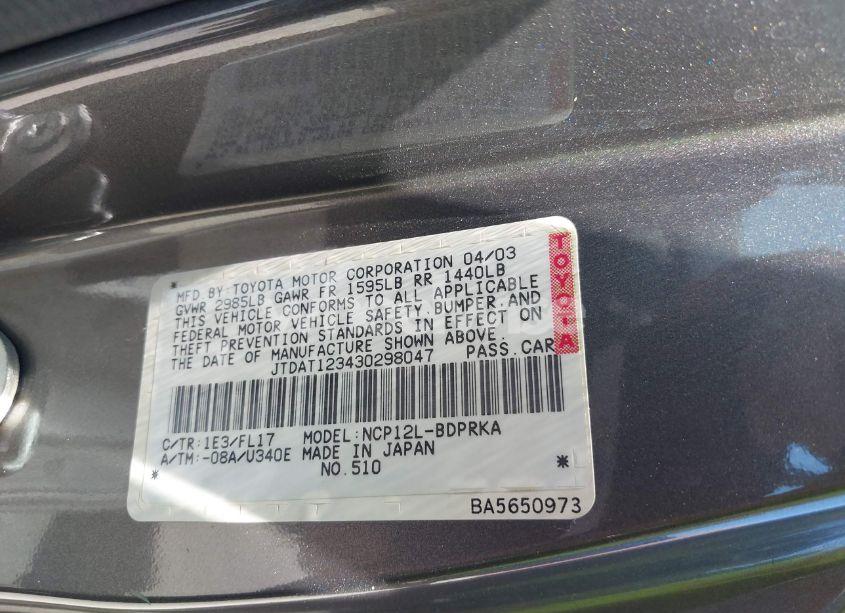 MFD.BY:TOYOTA MOTOR CORPORATION 04/03
GVWR 2985LB GAWR FR 1595LB RR 1440LB
THIS VEHICLE CONFORMS TO ALL APPLICABLE
FEDERAL MOTOR VEHICLE SAFETY,BUMPER,AND
THEFT PREVENTION STANDARDS IN EFFECT ON
THE DATE OF MANUFACTURE SHOWN ABOVE.
JTDAT123430298047 PASS.CAR
TOYOTA
C/TR:1E3/FL17 MODEL:NCP12L-BDPRKA
A/TM:-08A/U340E MADE IN JAPAN
NO.510
BA5650973